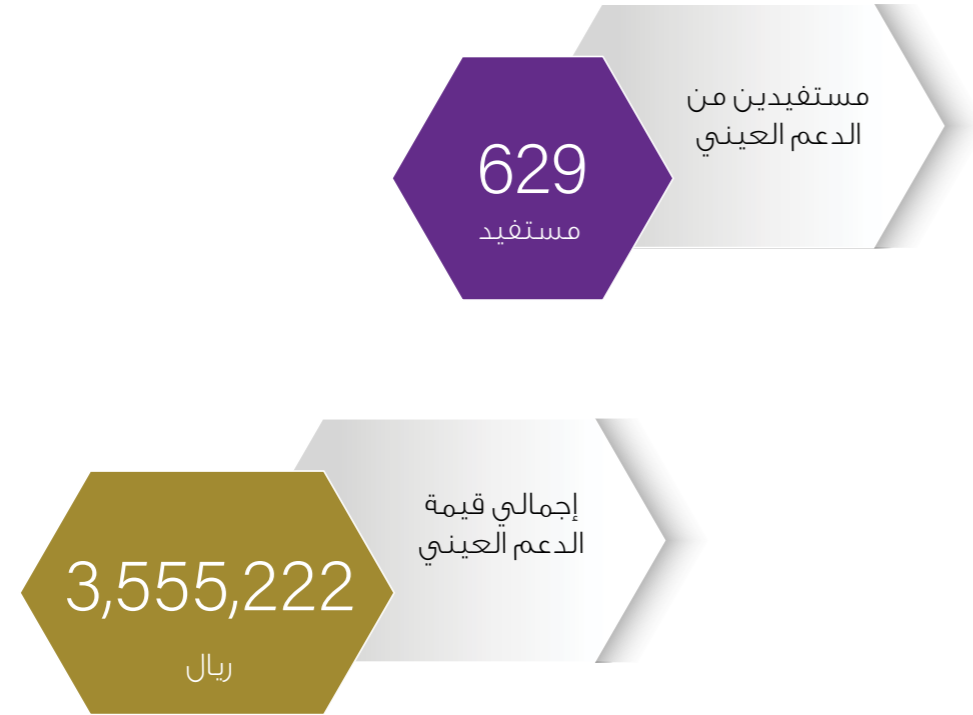 مستفيدين من
الدعم العيني
629
مستفيد
إجمالي قيمة
الدعم العيني
3,555,222
ريال